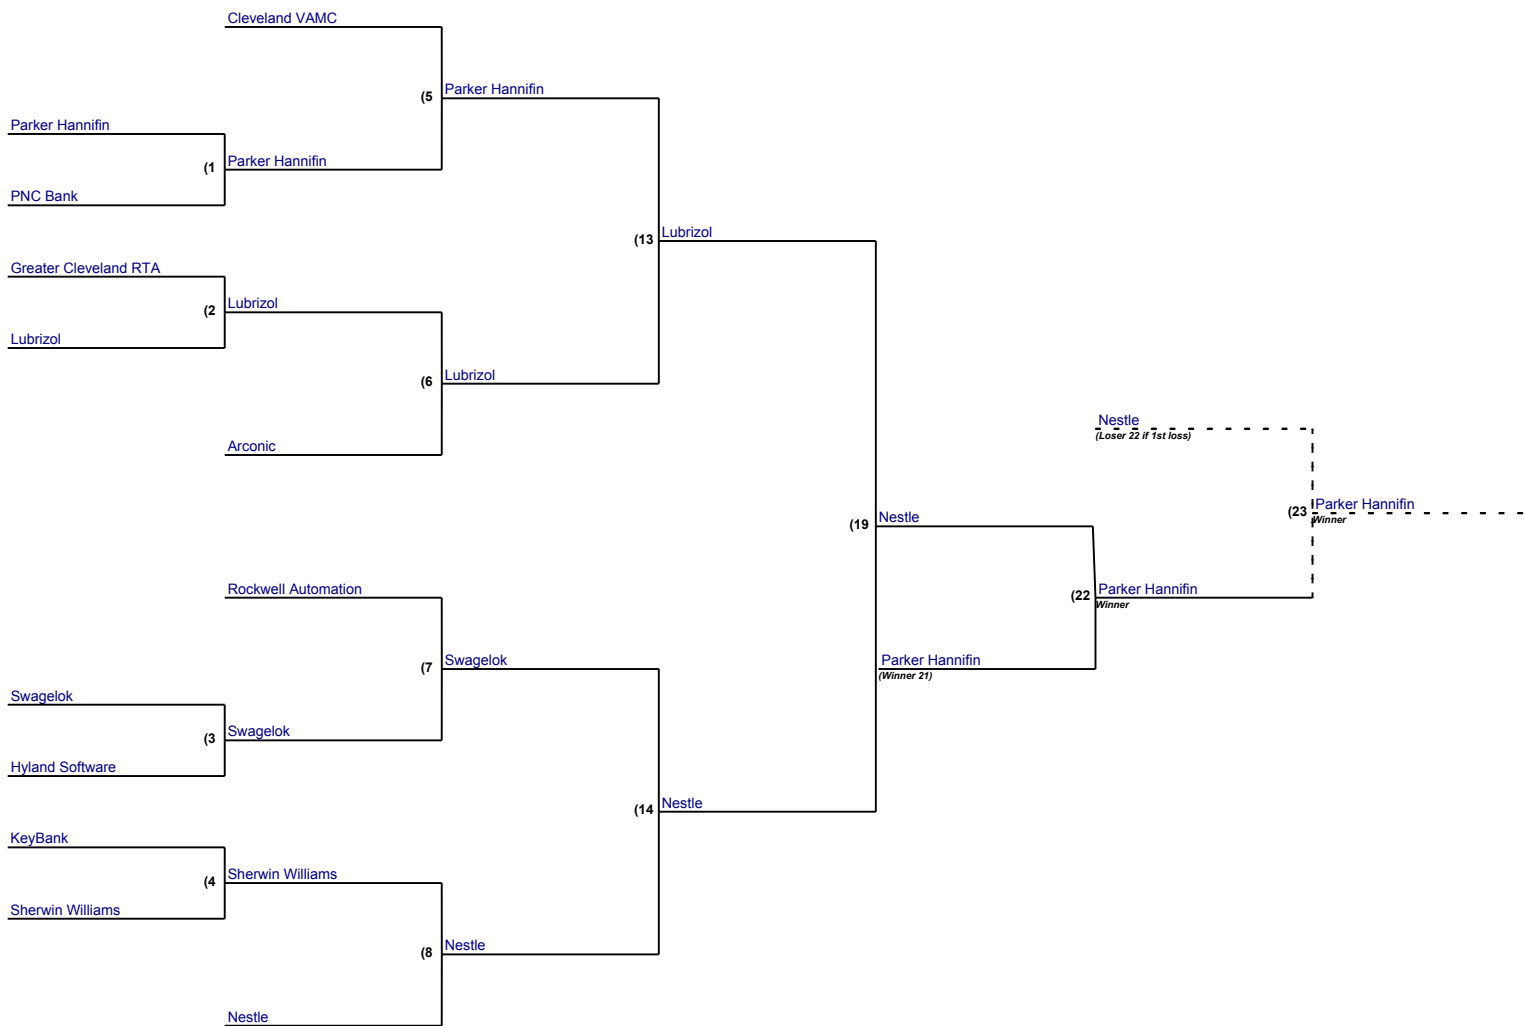 Cleveland VAMC
(5 Parker Hannifin
Parker Hannifin
(1 Parker Hannifin
PNC Bank
(13 Lubrizol
Greater Cleveland RTA
(2 Lubrizol
Lubrizol
(6 Lubrizol
Arconic
Nestle
(Loser 22 if 1st loss)
(23 Parker Hannifin
Winner
(19 Nestle
Rockwell Automation
(22 Parker Hannifin
Winner
(7 Swagelok
Parker Hannifin
(Winner 21)
Swagelok
(3 Swagelok
Hyland Software
(14 Nestle
KeyBank
(4 Sherwin Williams
Sherwin Williams
(8 Nestle
Nestle